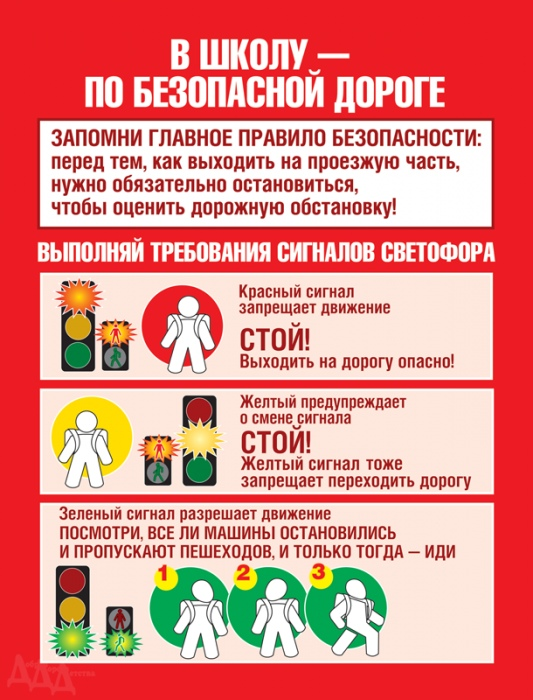 В ШКОЛУ —
ПО БЕЗОПАСНОЙ ДОРОГЕ
ЗАПОМНИ ГЛАВНОЕ ПРАВИЛО БЕЗОПАСНОСТИ:
перед тем, как выходить на проезжую часть,
нужно обязательно остановиться,
чтобы оценить дорожную обстановку!
ВЫПОЛНЯЙ ТРЕБОВАНИЯ СИГНАЛОВ СВЕТОФОРА
Красный сигнал
запрещает движение
СТОЙ!
Выходить на дорогу опасно!
Желтый предупреждает
о смене сигнала
СТОЙ!
Желтый сигнал тоже
запрещает переходить дорогу
Зеленый сигнал разрешает движение
ПОСМОТРИ, ВСЕ ЛИ МАШИНЫ ОСТАНОВИЛИСЬ
И ПРОПУСКАЮТ ПЕШЕХОДОВ, И ТОЛЬКО ТОГДА — ИДИ
1 2 3